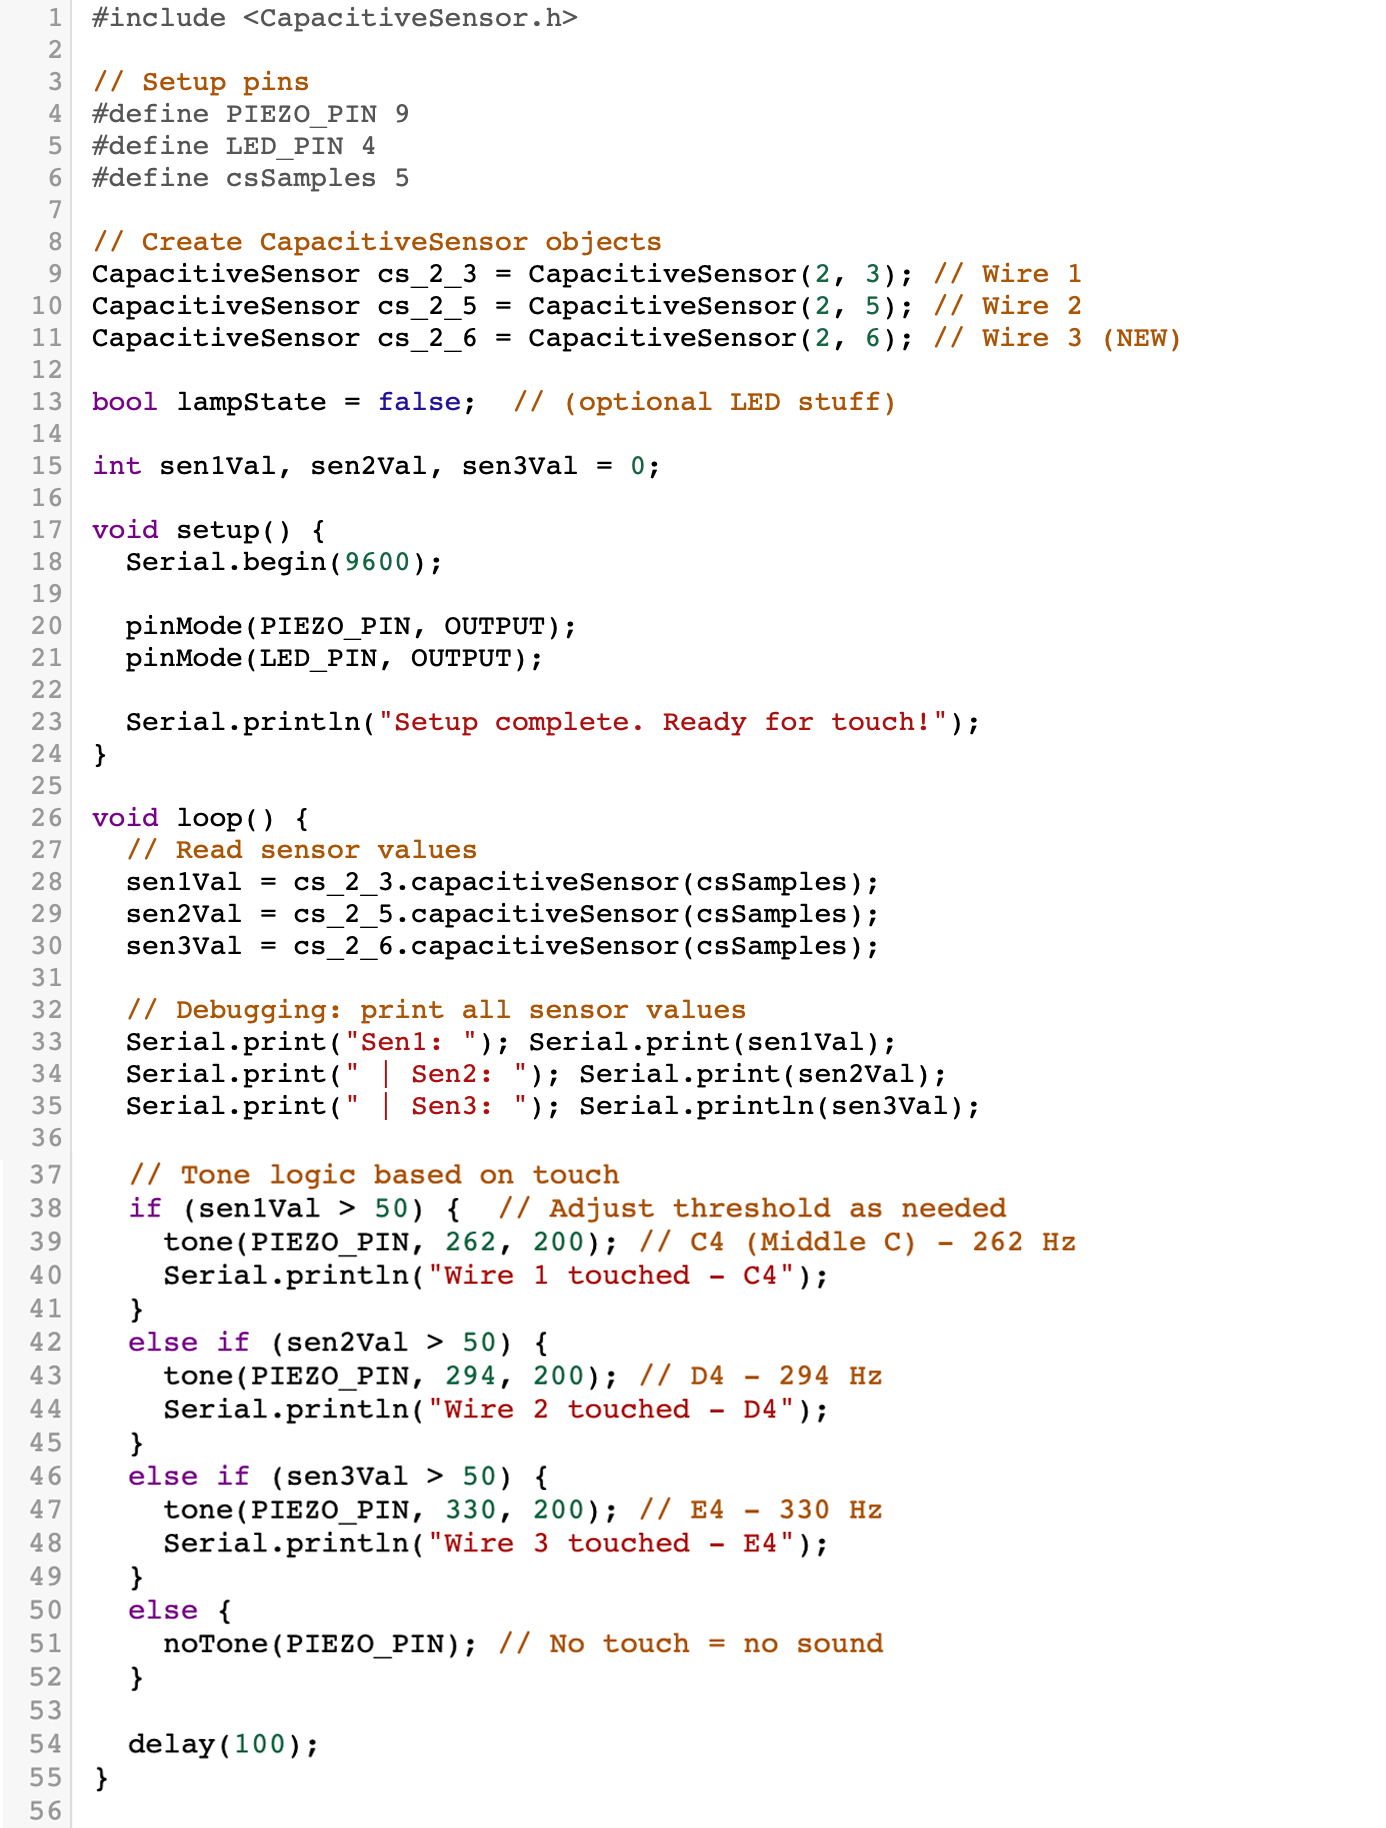 1 #include <CapacitiveSensor.h>
2
3 // Setup pins
4 #define PIEZO_PIN 9
5 #define LED_PIN 4
6 #define csSamples 5
7
8 // Create CapacitiveSensor objects
9 CapacitiveSensor cs_2_3 = CapacitiveSensor(2, 3); // Wire 1
10 CapacitiveSensor cs_2_5 = CapacitiveSensor(2, 5); // Wire 2
11 CapacitiveSensor cs_2_6 = CapacitiveSensor(2, 6); // Wire 3 (NEW)
12
13 bool lampState = false;  // (optional LED stuff)
14
15 int sen1Val, sen2Val, sen3Val = 0;
16
17 void setup() {
18   Serial.begin(9600);
19
20   pinMode(PIEZO_PIN, OUTPUT);
21   pinMode(LED_PIN, OUTPUT);
22
23   Serial.println("Setup complete. Ready for touch!");
24 }
25
26 void loop() {
27   // Read sensor values
28   sen1Val = cs_2_3.capacitiveSensor(csSamples);
29   sen2Val = cs_2_5.capacitiveSensor(csSamples);
30   sen3Val = cs_2_6.capacitiveSensor(csSamples);
31
32   // Debugging: print all sensor values
33   Serial.print("Sen1: "); Serial.print(sen1Val);
34   Serial.print(" | Sen2: "); Serial.print(sen2Val);
35   Serial.print(" | Sen3: "); Serial.println(sen3Val);
36
37   // Tone logic based on touch
38   if (sen1Val > 50) {  // Adjust threshold as needed
39     tone(PIEZO_PIN, 262, 200); // C4 (Middle C) – 262 Hz
40     Serial.println("Wire 1 touched – C4");
41   }
42   else if (sen2Val > 50) {
43     tone(PIEZO_PIN, 294, 200); // D4 – 294 Hz
44     Serial.println("Wire 2 touched – D4");
45   }
46   else if (sen3Val > 50) {
47     tone(PIEZO_PIN, 330, 200); // E4 – 330 Hz
48     Serial.println("Wire 3 touched – E4");
49   }
50   else {
51     noTone(PIEZO_PIN); // No touch = no sound
52   }
53
54   delay(100);
55 }
56